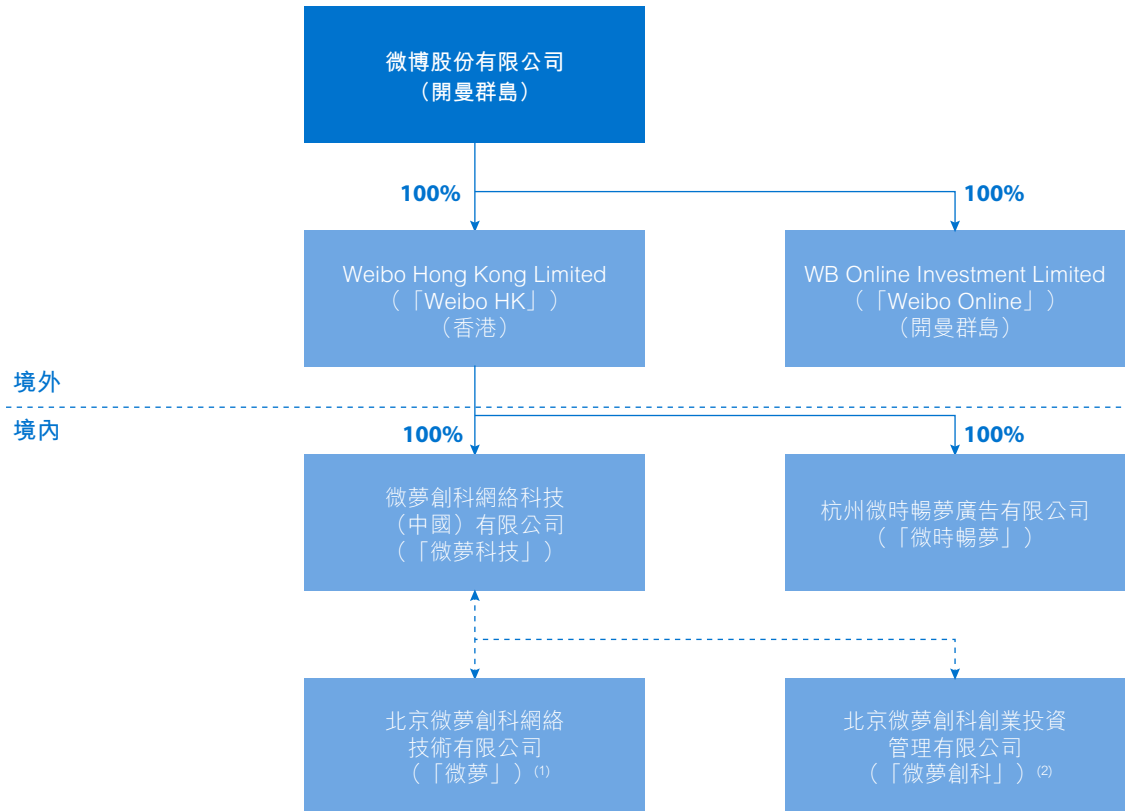 微博股份有限公司
（開曼群島）
100%
100%
Weibo Hong Kong Limited
（「Weibo HK」）
（香港）
WB Online Investment Limited
（「Weibo Online」）
（開曼群島）
境外
境內
100%
100%
微夢創科網絡科技
（中國）有限公司
（「微夢科技」）
杭州微時暢夢廣告有限公司
（「微時暢夢」）
北京微夢創科網絡
技術有限公司
（「微夢」）(1)
北京微夢創科創業投資
管理有限公司
（「微夢創科」）(2)